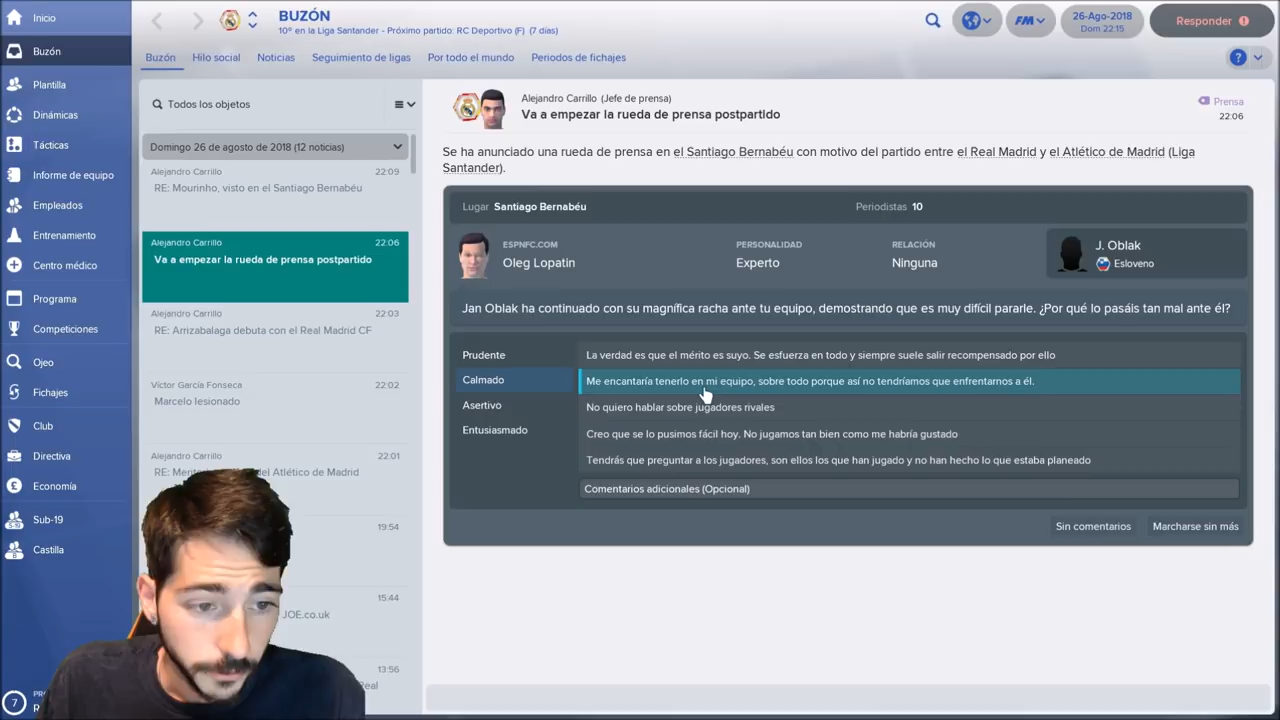 Inicio
Buzón
Plantilla
Dinámicas
Tácticas
Informe de equipo
Empleados
Entrenamiento
Centro médico
Programa
Competiciones
Ojeo
Fichajes
Club
Directiva
Economía
Sub-19
Castilla
7
BUZÓN
10º en la Liga Santander - Próximo partido: RC Deportivo (F) (7 días)
FM
26-Ago-2018
Dom 22:15
Responder
Buzón Hilo social Noticias Seguimiento de ligas Por todo el mundo Periodos de fichajes
Todos los objetos
Domingo 26 de agosto de 2018 (12 noticias)
Alejandro Carrillo 22:09
RE: Mourinho, visto en el Santiago Bernabéu
Alejandro Carrillo 22:06
Va a empezar la rueda de prensa postpartido
Alejandro Carrillo 22:03
RE: Arrizabalaga debuta con el Real Madrid CF
Víctor García Fonseca 22:02
Marcelo lesionado
Alejandro Carrillo 22:01
del Atlético de Madrid
19:54
15:44
JOE.co.uk
13:56
Real
Alejandro Carrillo (Jefe de prensa)
Va a empezar la rueda de prensa postpartido
Prensa
22:06
Se ha anunciado una rueda de prensa en el Santiago Bernabéu con motivo del partido entre el Real Madrid y el Atlético de Madrid (Liga
Santander).
Lugar Santiago Bernabéu Periodistas 10
ESPNFC.COM
Oleg Lopatin
PERSONALIDAD
Experto
RELACIÓN
Ninguna
J. Oblak
Esloveno
Jan Oblak ha continuado con su magnífica racha ante tu equipo, demostrando que es muy difícil pararle. ¿Por qué lo pasáis tan mal ante él?
Prudente
Calmado
Asertivo
Entusiasmado
La verdad es que el mérito es suyo. Se esfuerza en todo y siempre suele salir recompensado por ello
Me encantaría tenerlo en mi equipo, sobre todo porque así no tendríamos que enfrentarnos a él.
No quiero hablar sobre jugadores rivales
Creo que se lo pusimos fácil hoy. No jugamos tan bien como me habría gustado
Tendrás que preguntar a los jugadores, son ellos los que han jugado y no han hecho lo que estaba planeado
Comentarios adicionales (Opcional)
Sin comentarios Marcharse sin más